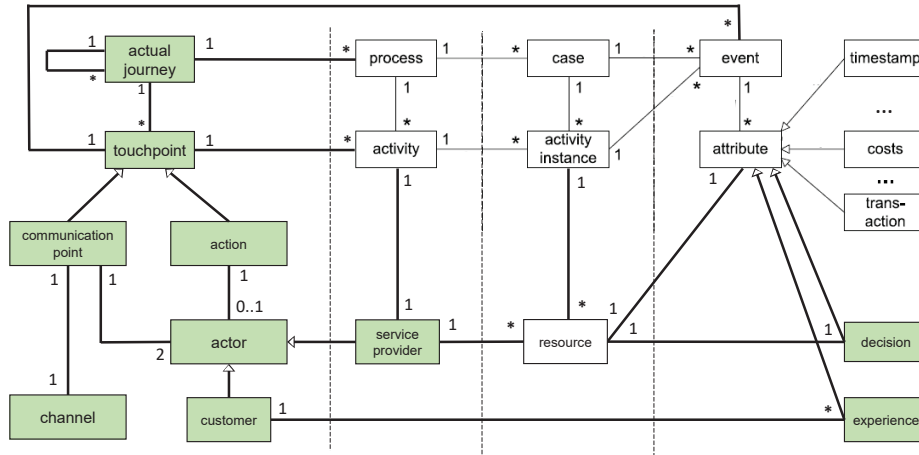 *
1
actual
journey
1
*
process
1
*
case
1
*
event
timestamp
*
1
1
1
1
*
...
*
*
*
*
1
touchpoint
1
*
activity
1
*
activity
instance
1
attribute
costs
1
1
1
...
trans-
action
communication
point
action
1
1
1
0..1
1
*
actor
service
provider
1
*
resource
1
1
1
decision
2
1
channel
customer
1
*
experience